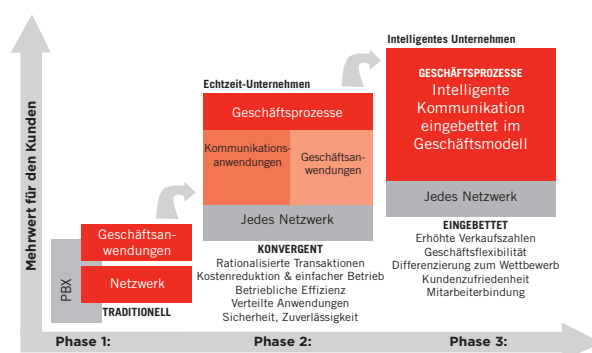 Mehrwert für den Kunden
PBX
Geschäftsan-
wendungen
Netzwerk
TRADITIONELL
Echtzeit-Unternehmen
Geschäftsprozesse
Kommunikations-
anwendungen
Geschäftsan-
wendungen
Jedes Netzwerk
KONVERGENT
Rationalisierte Transaktionen
Kostenreduktion & einfacher Betrieb
Betriebliche Effizienz
Verteilte Anwendungen
Sicherheit, Zuverlässigkeit
Intelligentes Unternehmen
GESCHÄFTSPROZESSE
Intelligente
Kommunikation
eingebettet im
Geschäftsmodell
Jedes Netzwerk
EINGEBETTET
Erhöhte Verkaufszahlen
Geschäftsflexibilität
Differenzierung zum Wettbewerb
Kundenzufriedenheit
Mitarbeiterbindung
Phase 1:
Phase 2:
Phase 3: